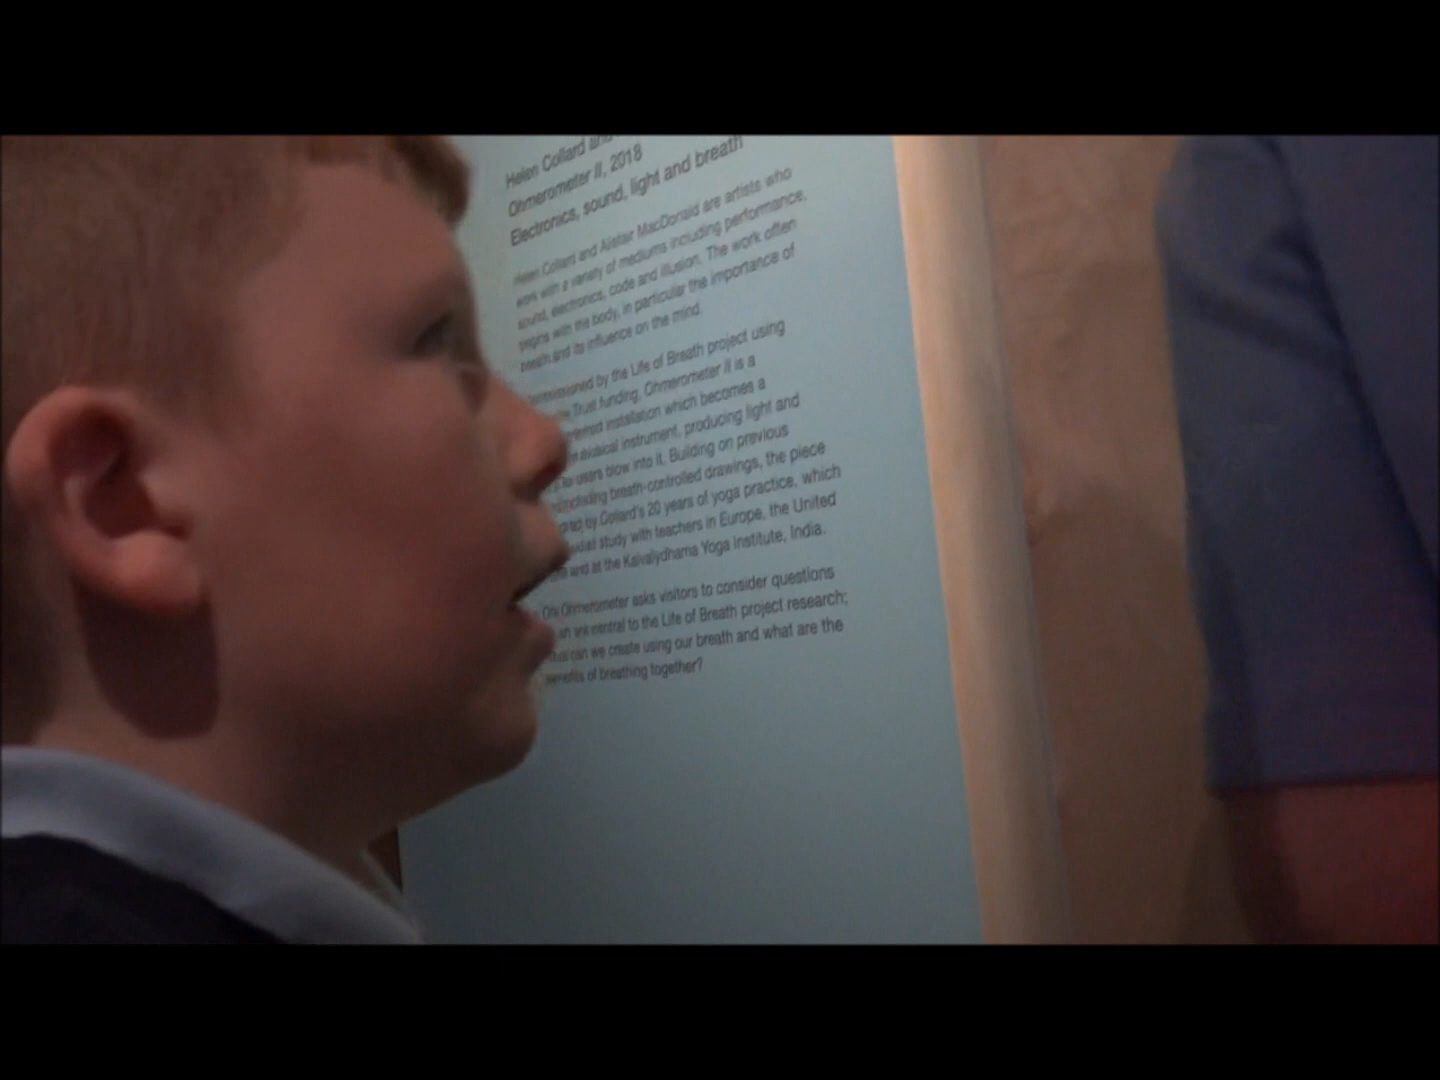 Helen Collard and
Ohmerometer II, 2018
Electronics, sound, light and breath
Helen Collard and Alistair MacDonald are artists who
work with a variety of mediums including performance,
sound, electronics, code and illusion. The work often
begins with the body, in particular the importance of
breath and its influence on the mind.
by the Life of Breath project using
Trust funding, Ohmerometer II is a
installation which becomes a
musical instrument, producing light and
users blow into it. Building on previous
including breath-controlled drawings, the piece
by Collard's 20 years of yoga practice, which
study with teachers in Europe, the United
and at the Kaivalydhama Yoga Institute, India.
Ohmerometer asks visitors to consider questions
central to the Life of Breath project research;
can we create using our breath and what are the
benefits of breathing together?